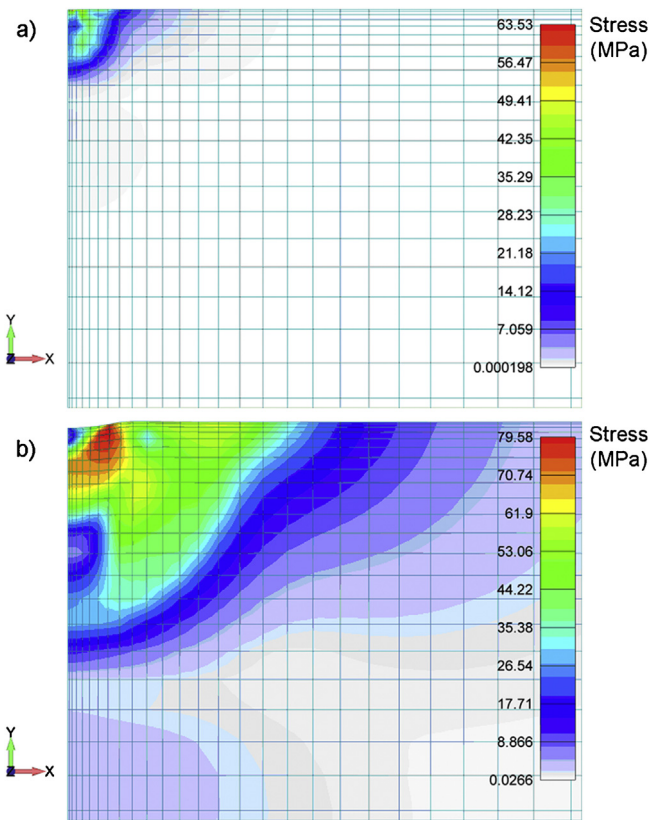 a)
63.53
Stress
(MPa)
56.47
49.41
42.35
35.29
28.23
21.18
14.12
7.059
0.000198
Y
Z
X
b)
79.58
Stress
(MPa)
70.74
61.9
53.06
44.22
35.38
26.54
17.71
8.866
0.0266
Y
Z
X